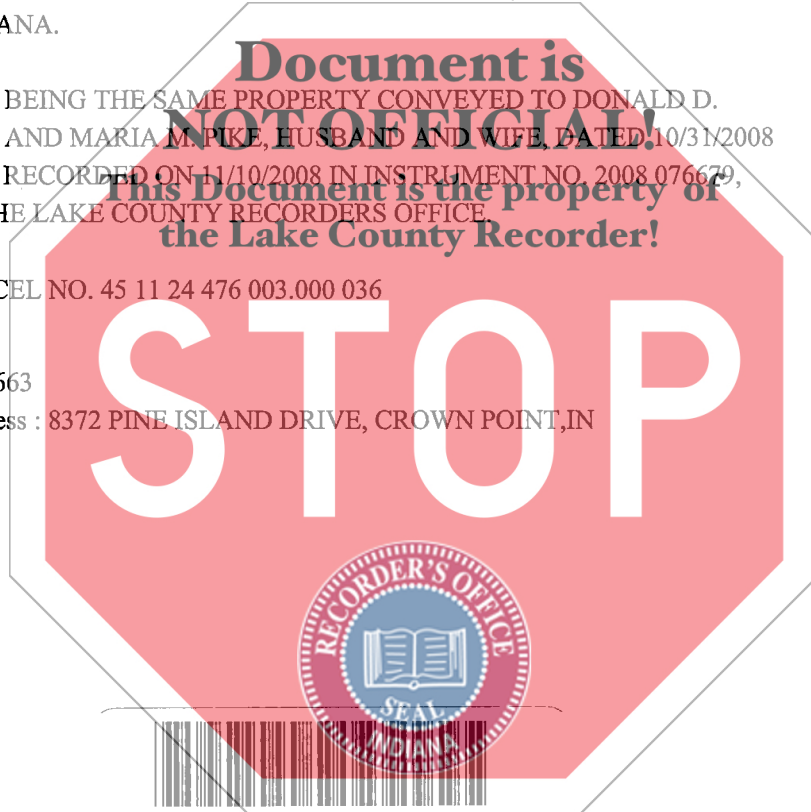 ANA.
Document is
BEING THE SAME PROPERTY CONVEYED TO DONALD D.
NOT OFFICIAL!
AND MARIA M. PIKE, HUSBAND AND WIFE, DATED 10/31/2008
RECORDED ON 11/10/2008 IN INSTRUMENT NO. 2008 076679,
This Document is the property of
HE LAKE COUNTY RECORDERS OFFICE.
the Lake County Recorder!
CEL NO. 45 11 24 476 003.000 036
STOP
663
ess : 8372 PINE ISLAND DRIVE, CROWN POINT,IN
RECORDER'S OFFICE
SEAL
INDIANA